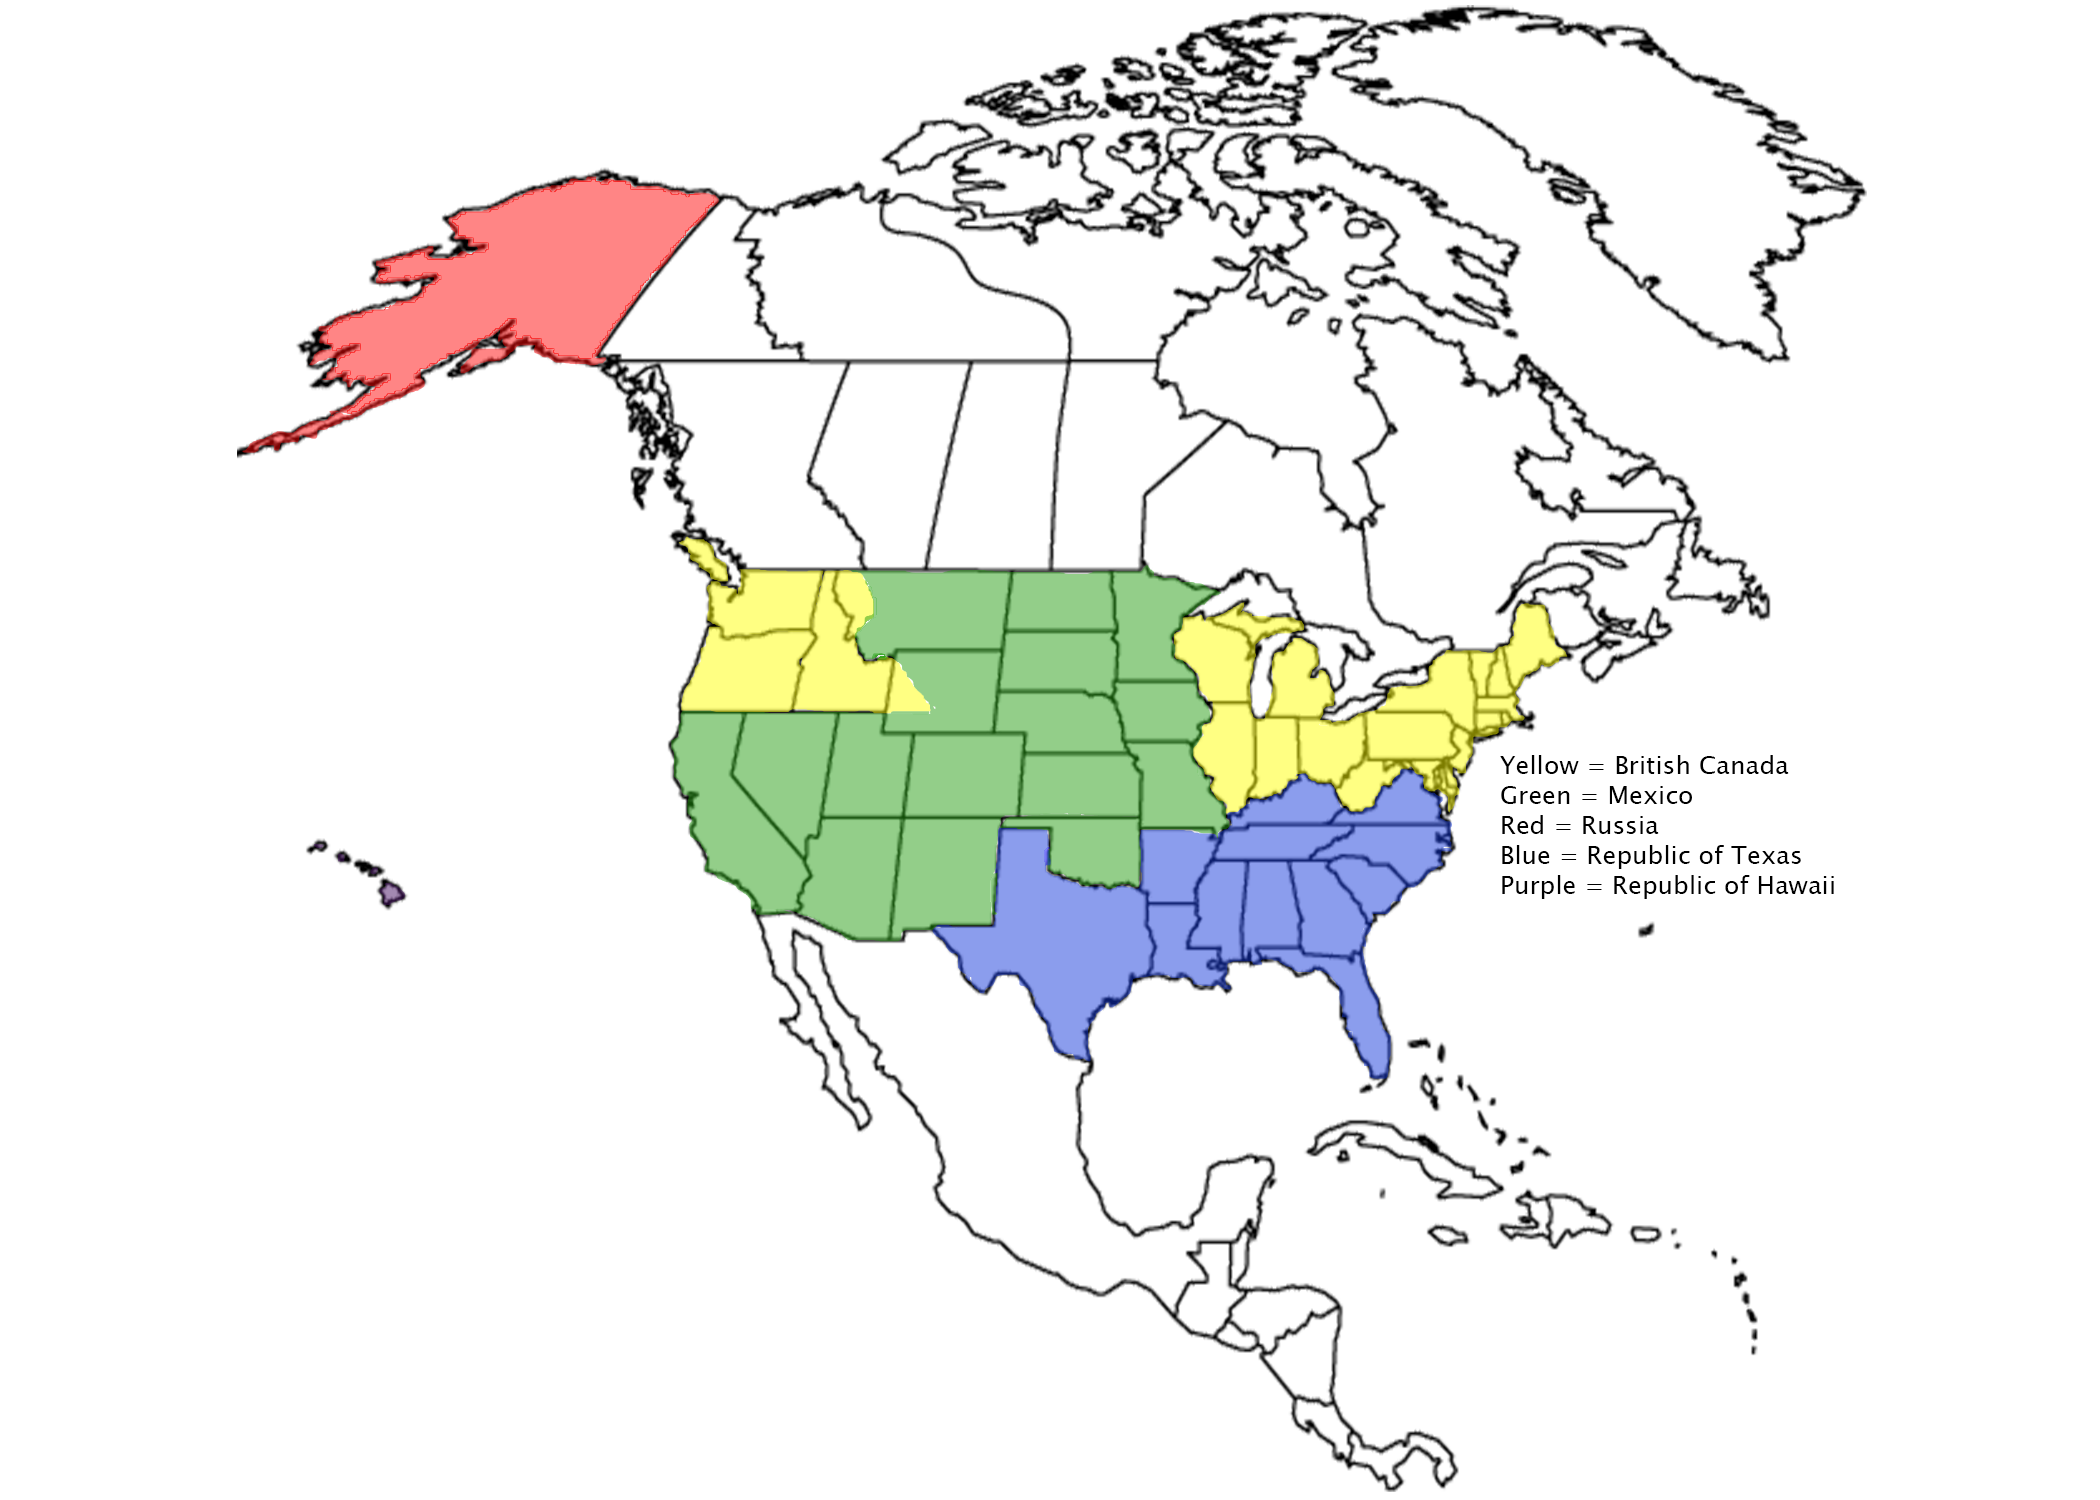 Yellow = British Canada
Green = Mexico
Red = Russia
Blue = Republic of Texas
Purple = Republic of Hawaii